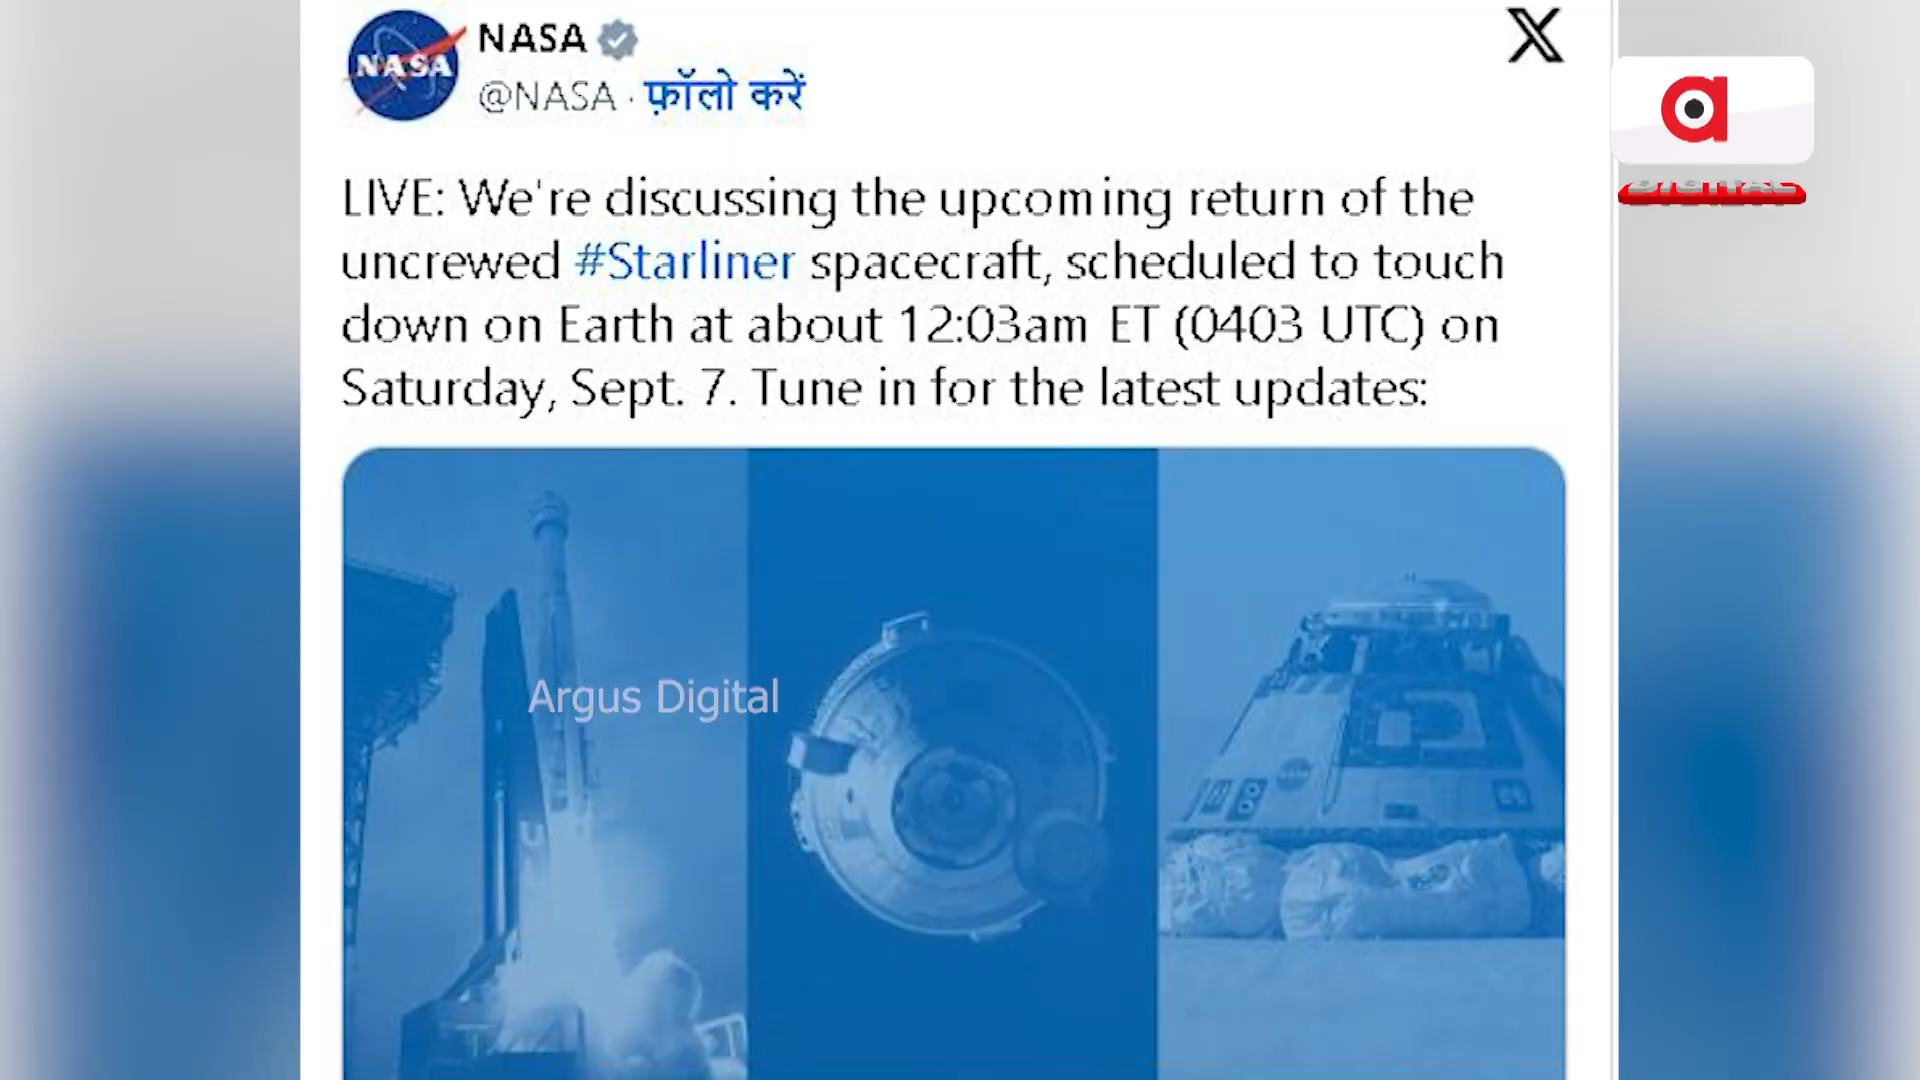 NASA
NASA
@NASA · फ़ॉलो करें
LIVE: We're discussing the upcoming return of the
uncrewed #Starliner spacecraft, scheduled to touch
down on Earth at about 12:03am ET (0403 UTC) on
Saturday, Sept. 7. Tune in for the latest updates:
Argus Digital
DIGITAL